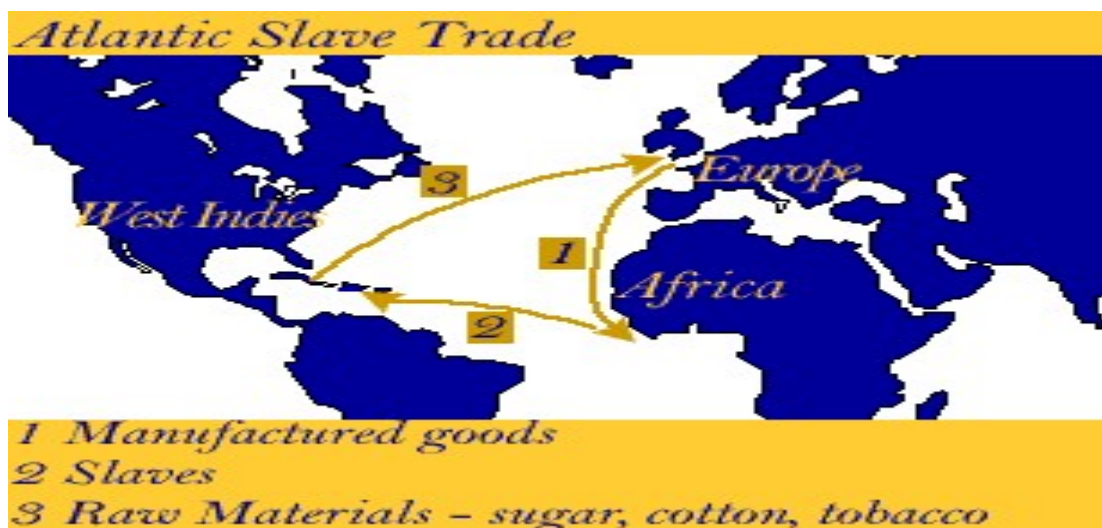 Atlantic Slave Trade
3
Europe
West Indies
1
Africa
2
1 Manufactured goods
2 Slaves
3 Raw Materials - sugar, cotton, tobacco